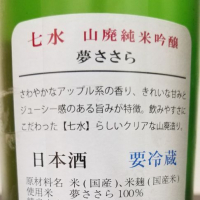 七水 山廃純米吟醸
夢ささら
さわやかなアップル系の香り、きれいな甘みと
ジューシー感のある旨みが特徴。飲みやすさに
こだわった【七水】らしいクリアな山廃造り。
日本酒 要冷蔵
原材料名 米(国産)、米麹(国産米)
使用米 夢ささら100%